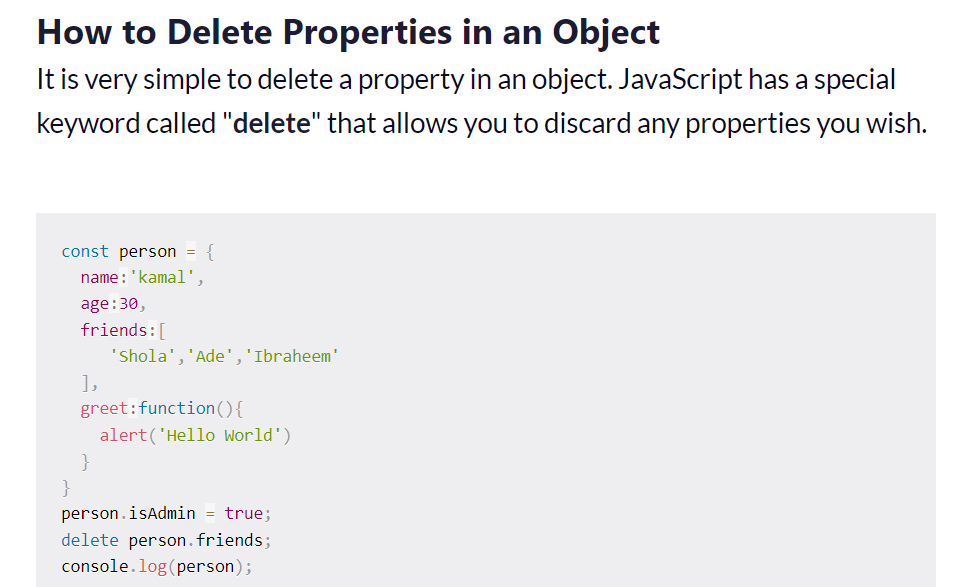 How to Delete Properties in an Object
It is very simple to delete a property in an object. JavaScript has a special
keyword called "delete" that allows you to discard any properties you wish.
const person = {
  name:'kamal',
  age:30,
  friends:[
     'Shola','Ade','Ibraheem'
  ],
  greet:function(){
    alert('Hello World')
  }
}
person.isAdmin = true;
delete person.friends;
console.log(person);